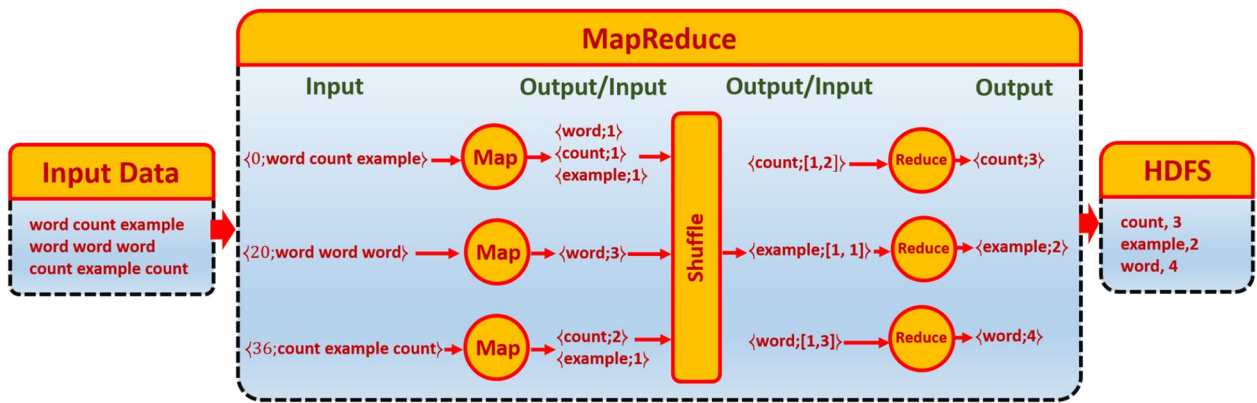 MapReduce
Input
Output/Input
Output/Input
Output
Input Data
word count example
word word word
count example count
⟨0;word count example⟩
Map
⟨word;1⟩
⟨count;1⟩
⟨example;1⟩
⟨20;word word word⟩
Map
⟨word;3⟩
⟨36;count example count⟩
Map
⟨count;2⟩
⟨example;1⟩
Shuffle
⟨count;[1,2]⟩
Reduce
⟨count;3⟩
⟨example;[1, 1]⟩
Reduce
⟨example;2⟩
⟨word;[1,3]⟩
Reduce
⟨word;4⟩
HDFS
count, 3
example,2
word, 4